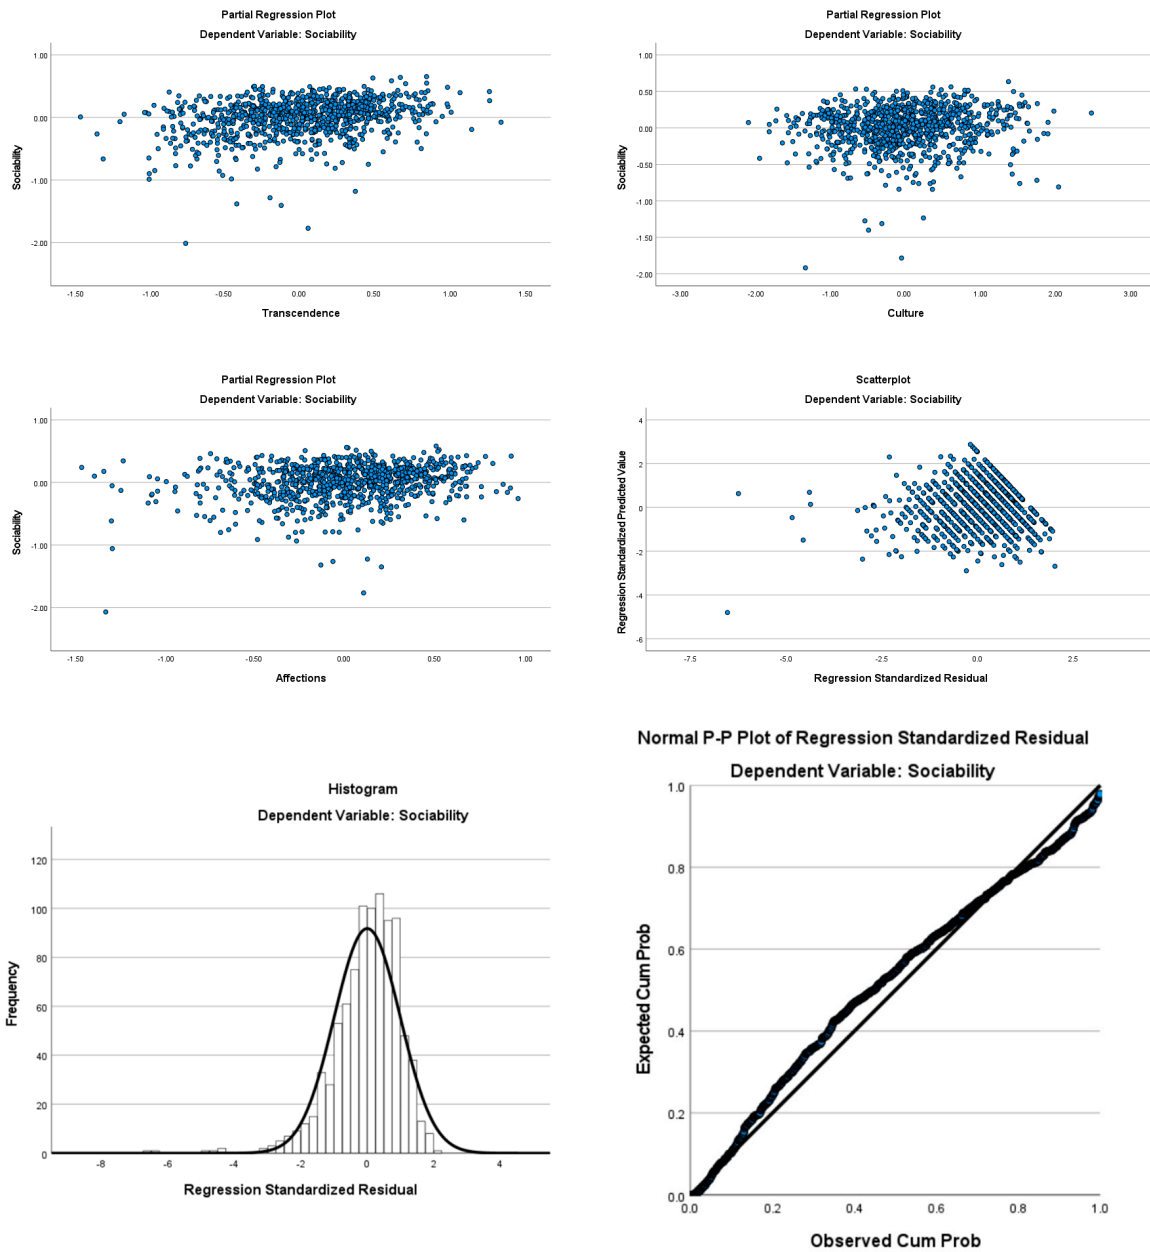 Partial Regression Plot
Dependent Variable: Sociability
1.00
0.00
-1.00
-2.00
Sociability
-1.50 -1.00 -0.50 0.00 0.50 1.00 1.50
Transcendence
Partial Regression Plot
Dependent Variable: Sociability
1.00
0.50
0.00
-0.50
-1.00
-1.50
-2.00
Sociability
-3.00 -2.00 -1.00 0.00 1.00 2.00 3.00
Culture
Partial Regression Plot
Dependent Variable: Sociability
1.00
0.00
-1.00
-2.00
Sociability
-1.50 -1.00 -0.50 0.00 0.50 1.00
Affections
Scatterplot
Dependent Variable: Sociability
4
2
0
-2
-4
-6
Regression Standardized Predicted Value
-7.5 -5.0 -2.5 0.0 2.5
Regression Standardized Residual
Histogram
Dependent Variable: Sociability
120
100
80
60
40
20
0
Frequency
-8 -6 -4 -2 0 2 4
Regression Standardized Residual
Normal P-P Plot of Regression Standardized Residual
Dependent Variable: Sociability
1.0
0.8
0.6
0.4
0.2
0.0
Expected Cum Prob
0.0 0.2 0.4 0.6 0.8 1.0
Observed Cum Prob